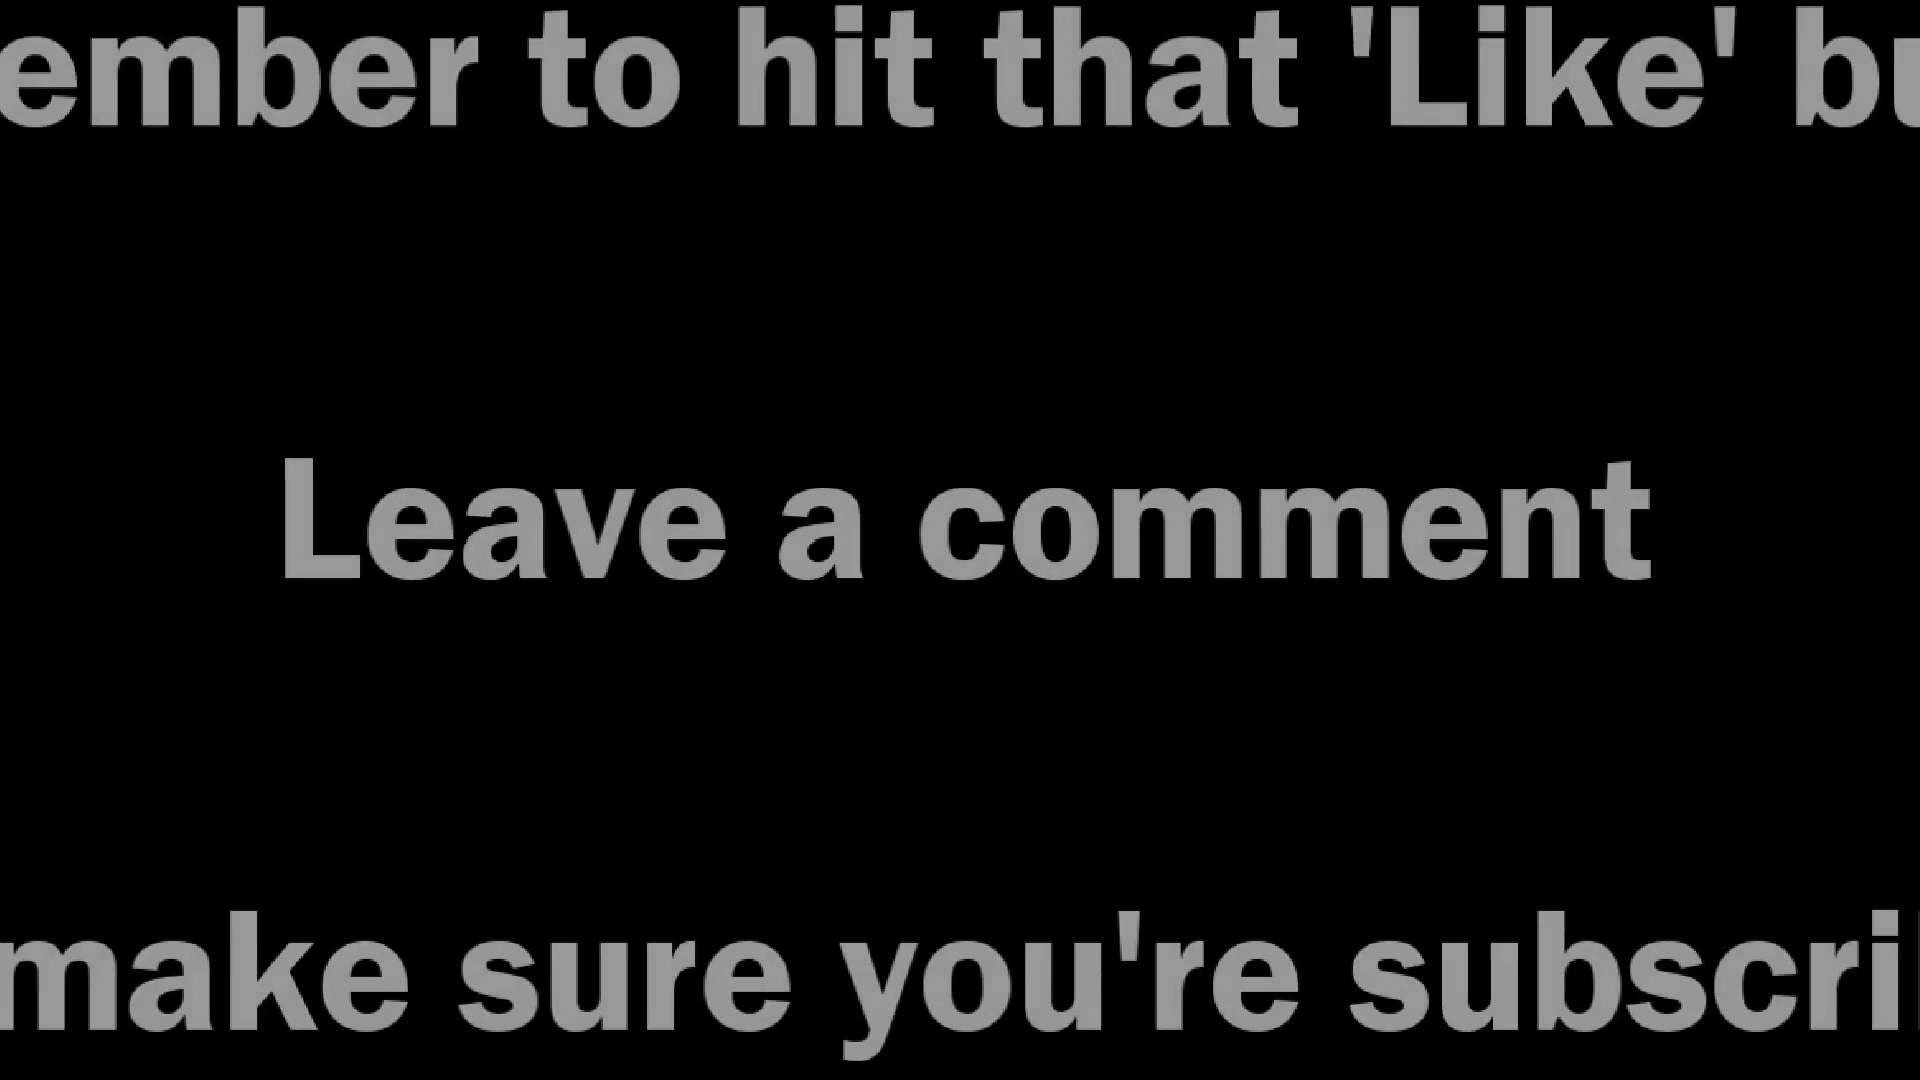 ember to hit that 'Like' bu
Leave a comment
make sure you're subscri